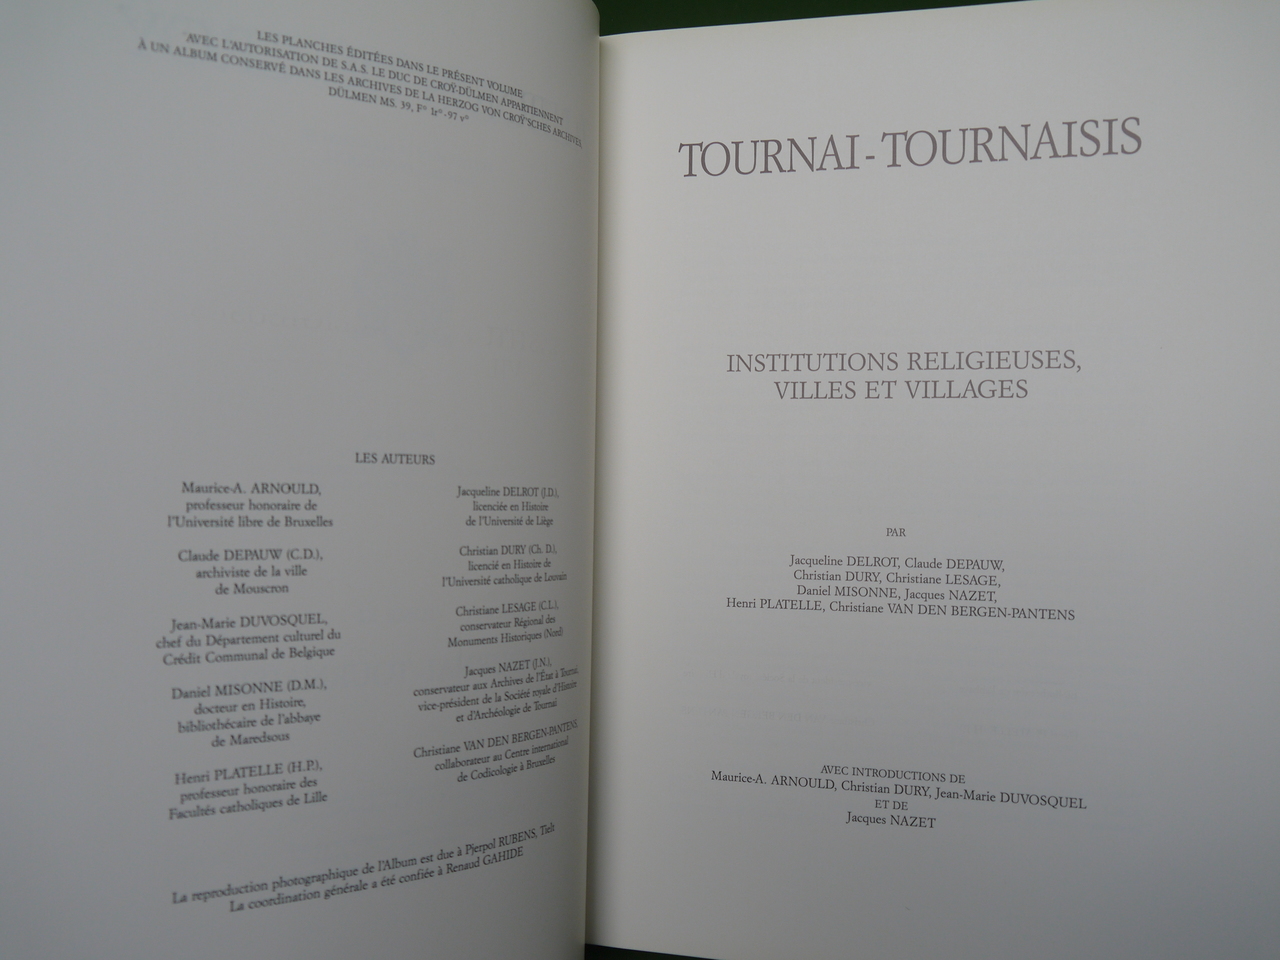 LES PLANCHES ÉDITÉES DANS LE PRÉSENT VOLUME
AVEC L'AUTORISATION DE S.A.S. LE DUC DE CROŸ-DÜLMEN APPARTIENNENT
À UN ALBUM CONSERVÉ DANS LES ARCHIVES DE LA HERZOG VON CROŸ'SCHES ARCHIVES,
DÜLMEN MS. 39, F° 1r°-97 v°
LES AUTEURS
Maurice-A. ARNOULD,
professeur honoraire de
l'Université libre de Bruxelles
Claude DEPAUW (C.D.),
archiviste de la ville
de Mouscron
Jean-Marie DUVOSQUEL,
chef du Département culturel du
Crédit Communal de Belgique
Daniel MISONNE (D.M.),
docteur en Histoire,
bibliothécaire de l'abbaye
de Maredsous
Henri PLATELLE (H.P.),
professeur honoraire des
Facultés catholiques de Lille
Jacqueline DELROT (J.D.),
licenciée en Histoire
de l'Université de Liège
Christian DURY (Ch. D.),
licencié en Histoire de
l'Université catholique de Louvain
Christiane LESAGE (C.L.),
conservateur Régional des
Monuments Historiques (Nord)
Jacques NAZET (J.N.),
conservateur aux Archives de l'État à Tournai
vice-président de la Société royale d'Histoire
et d'Archéologie de Tournai
Christiane VAN DEN BERGEN-PANTENS,
collaborateur au Centre international
de Codicologie à Bruxelles
La reproduction photographique de l'Album est due à Pjerpol RUBENS, Tielt
La coordination générale a été confiée à Renaud GAHIDE
TOURNAI-TOURNAISIS
INSTITUTIONS RELIGIEUSES,
VILLES ET VILLAGES
PAR
Jacqueline DELROT, Claude DEPAUW,
Christian DURY, Christiane LESAGE,
Daniel MISONNE, Jacques NAZET,
Henri PLATELLE, Christiane VAN DEN BERGEN-PANTENS
AVEC INTRODUCTIONS DE
Maurice-A. ARNOULD, Christian DURY, Jean-Marie DUVOSQUEL
ET DE
Jacques NAZET